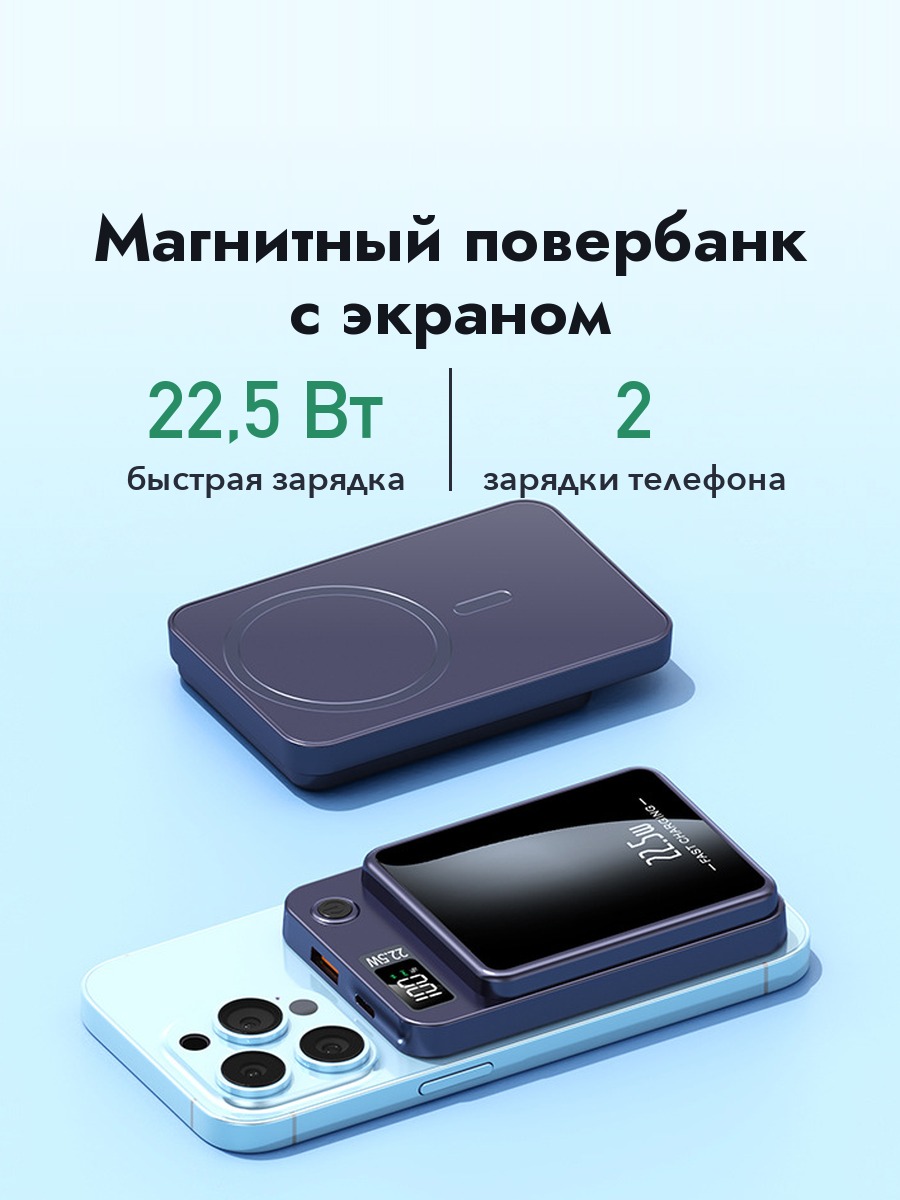 Магнитный повербанк
с экраном
22,5 Вт
быстрая зарядка
2
зарядки телефона
22.5W
—FAST CHARGING—
22.5W
100